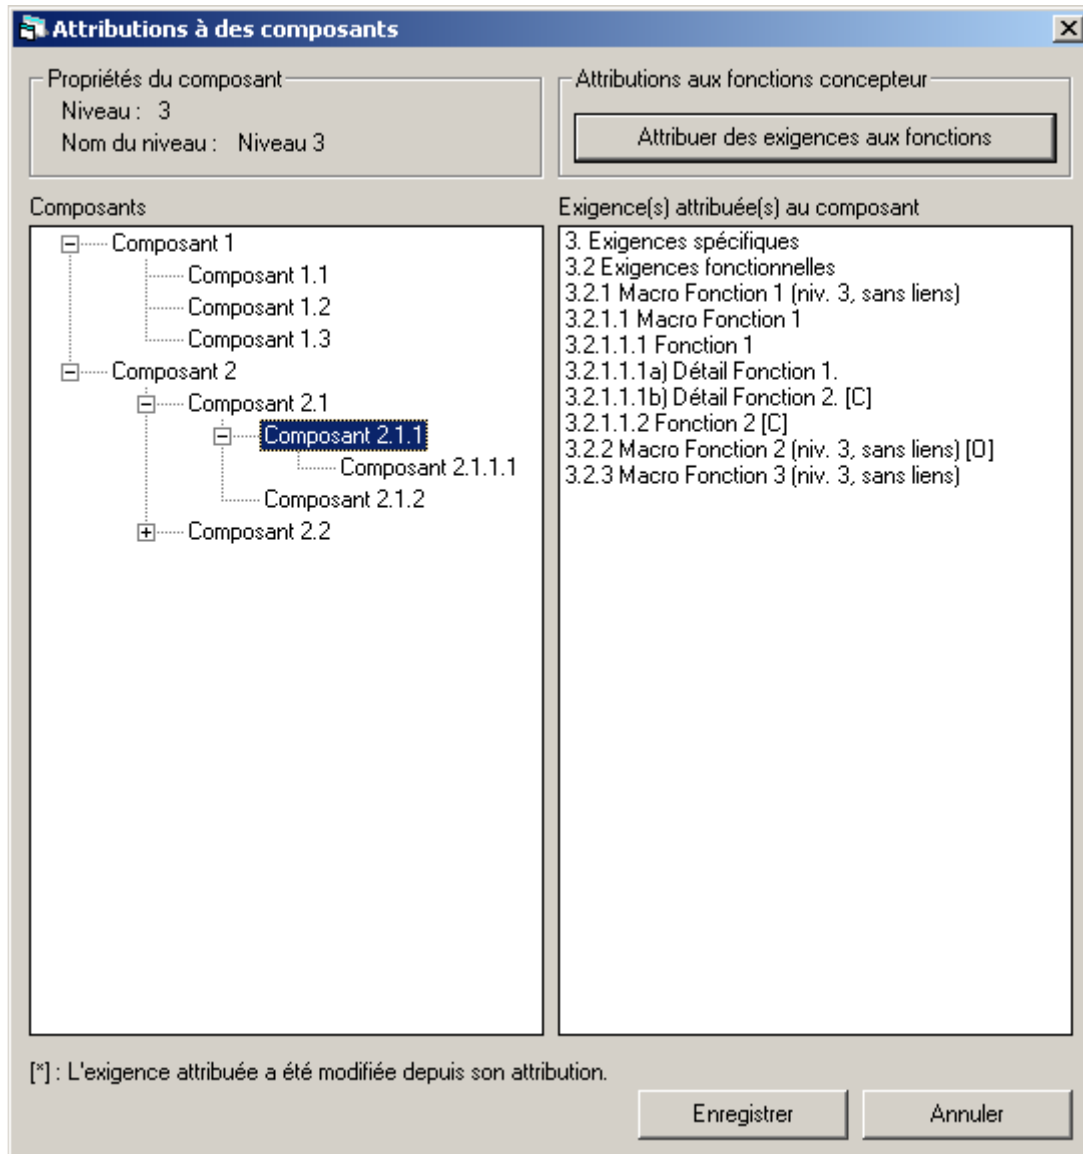 Attributions à des composants
Propriétés du composant
Niveau : 3
Nom du niveau : Niveau 3
Attributions aux fonctions concepteur
Attribuer des exigences aux fonctions
Composants
Composant 1
Composant 1.1
Composant 1.2
Composant 1.3
Composant 2
Composant 2.1
Composant 2.1.1
Composant 2.1.1.1
Composant 2.1.2
Composant 2.2
Exigence(s) attribuée(s) au composant
3. Exigences spécifiques
3.2 Exigences fonctionnelles
3.2.1 Macro Fonction 1 (niv. 3, sans liens)
3.2.1.1 Macro Fonction 1
3.2.1.1.1 Fonction 1
3.2.1.1.1a) Détail Fonction 1.
3.2.1.1.1b) Détail Fonction 2. [C]
3.2.1.1.2 Fonction 2 [C]
3.2.2 Macro Fonction 2 (niv. 3, sans liens) [O]
3.2.3 Macro Fonction 3 (niv. 3, sans liens)
[*] : L'exigence attribuée a été modifiée depuis son attribution.
Enregistrer
Annuler